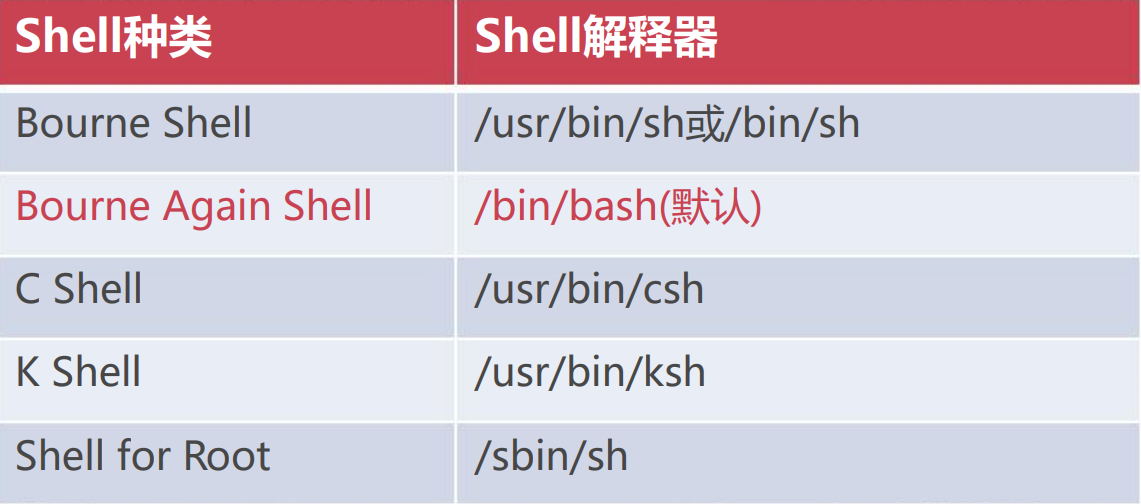 Shell种类 Shell解释器
Bourne Shell /usr/bin/sh或/bin/sh
Bourne Again Shell /bin/bash(默认)
C Shell /usr/bin/csh
K Shell /usr/bin/ksh
Shell for Root /sbin/sh